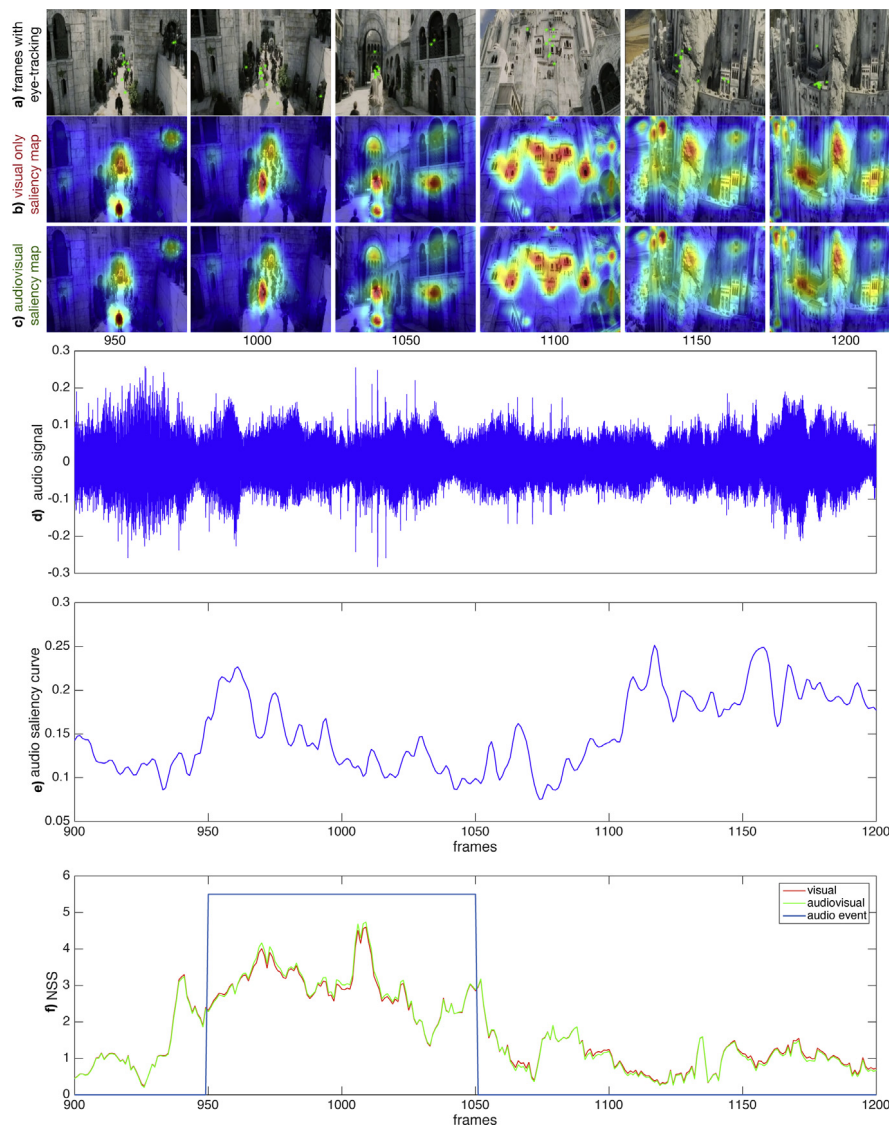 a) frames with
eye-tracking
b) visual only
saliency map
c) audiovisual
saliency map
950 1000 1050 1100 1150 1200
d) audio signal
0.3
0.2
0.1
0
-0.1
-0.2
-0.3
e) audio saliency curve
0.3
0.25
0.2
0.15
0.1
0.05
900 950 1000 1050 1100 1150 1200
frames
f) NSS
6
5
4
3
2
1
0
visual
audiovisual
audio event
900 950 1000 1050 1100 1150 1200
frames